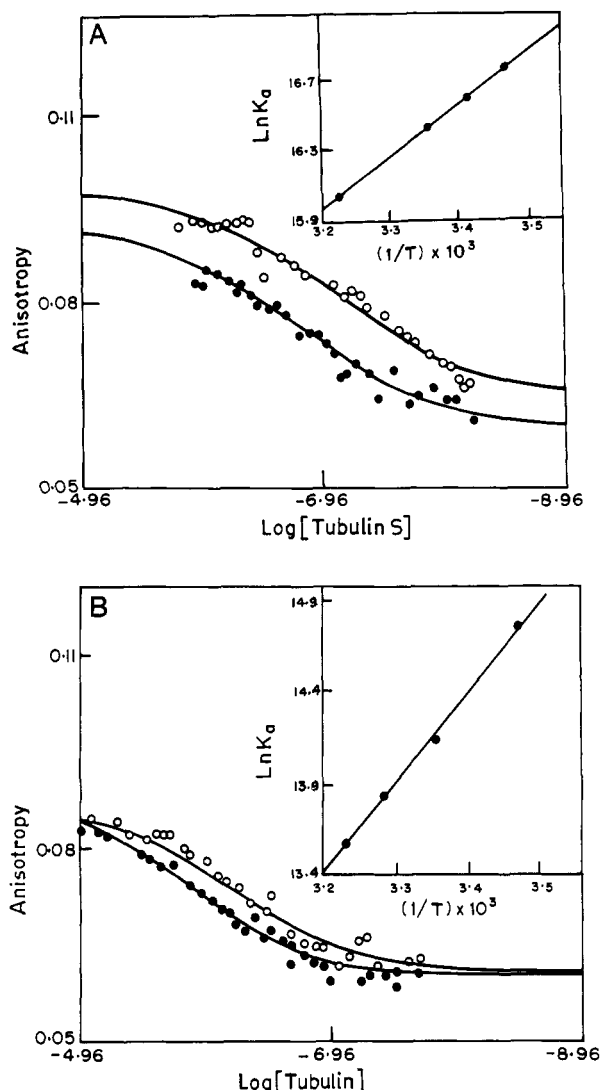 A
0·11
0·08
0·05
Anisotropy
-4·96
-6·96
-8·96
Log[Tubulin S]
16·7
16·3
15·9
LnKa
3·2
3·3
3·4
3·5
(1/T) x 10³
B
0·11
0·08
0·05
Anisotropy
-4·96
-6·96
-8·96
Log[Tubulin]
14·9
14·4
13·9
13·4
LnKa
3·2
3·3
3·4
3·5
(1/T) x 10³